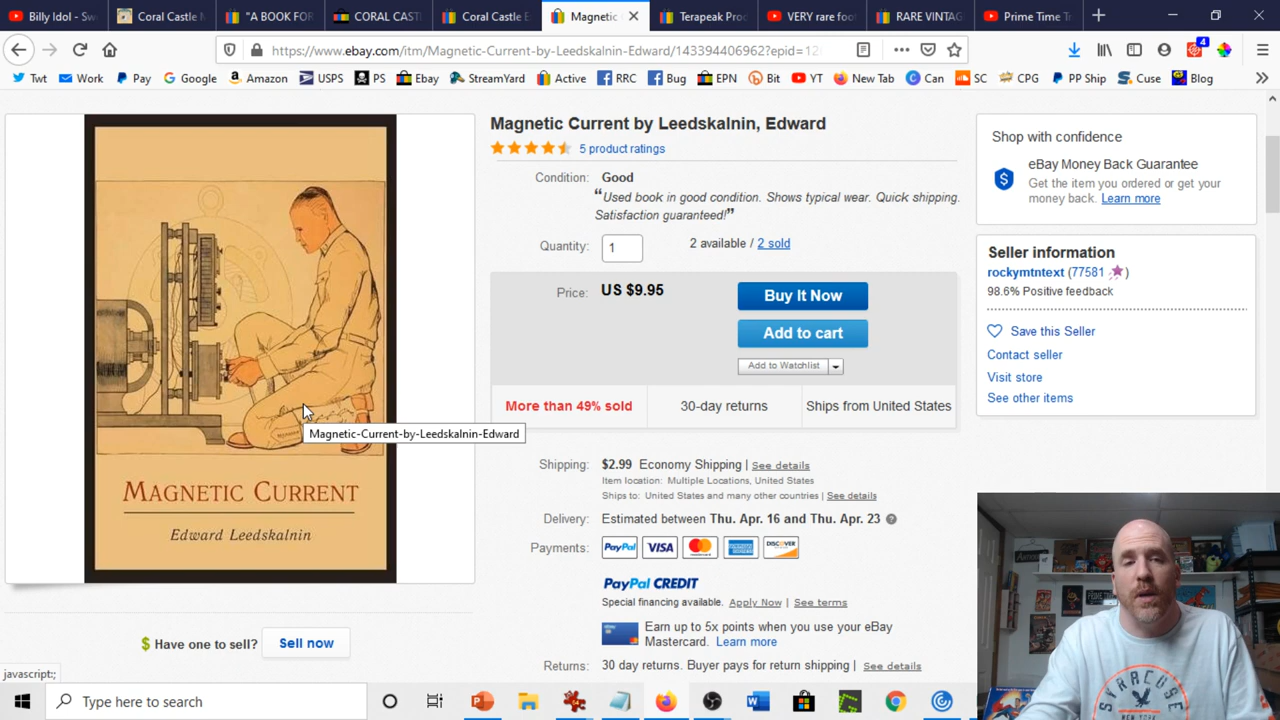 Billy Idol - S
Coral Castle M
"A BOOK FOR
CORAL CAST
Coral Castle E
Magnetic
Terapeak Proc
VERY rare foot
RARE VINTAG
Prime Time Tr
https://www.ebay.com/itm/Magnetic-Current-by-Leedskalnin-Edward/143394406962?epid=12
4
Twt
Work
Pay
Google
Amazon
USPS
PS
Ebay
StreamYard
Active
RRC
Bug
EPN
Bit
YT
New Tab
Can
SC
CPG
PP Ship
Cuse
Blog
Magnetic Current by Leedskalnin, Edward
5 product ratings
Condition: Good
"Used book in good condition. Shows typical wear. Quick shipping.
Satisfaction guaranteed!"
Quantity: 1 2 available / 2 sold
Price: US $9.95
Buy It Now
Add to cart
Add to Watchlist
More than 49% sold
30-day returns
Ships from United States
Shipping: $2.99 Economy Shipping | See details
Item location: Multiple Locations, United States
Ships to: United States and many other countries | See details
Delivery: Estimated between Thu. Apr. 16 and Thu. Apr. 23
Payments: PayPal VISA mastercard AMERICAN EXPRESS DISCOVER
PayPal CREDIT
Special financing available. Apply Now | See terms
Earn up to 5x points when you use your eBay
Mastercard. Learn more
Returns: 30 day returns. Buyer pays for return shipping | See details
Shop with confidence
eBay Money Back Guarantee
Get the item you ordered or get your
money back. Learn more
Seller information
rockymtntext (77581)
98.6% Positive feedback
Save this Seller
Contact seller
Visit store
See other items
MAGNETIC CURRENT
Edward Leedskalnin
Magnetic-Current-by-Leedskalnin-Edward
$ Have one to sell? Sell now
javascript:;
SYRACUSE
NEW YORK
Type here to search